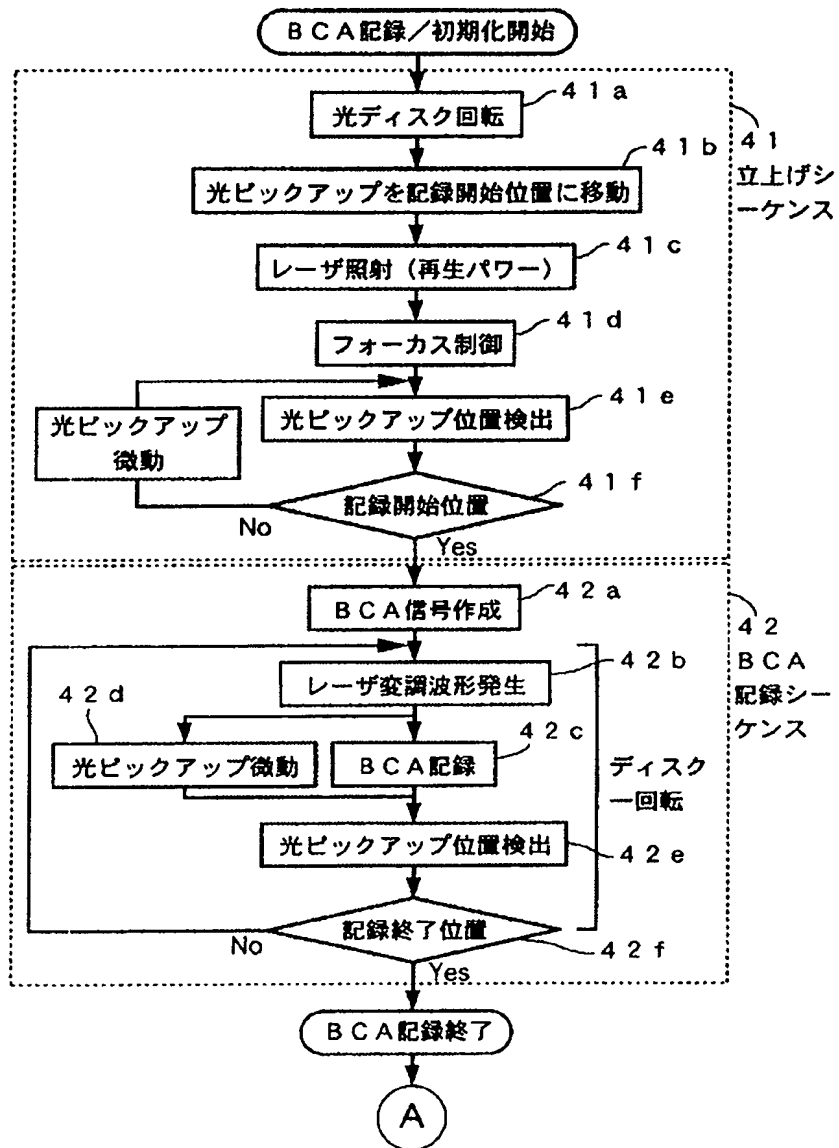 ＢＣＡ記録／初期化開始
４１ａ
光ディスク回転
４１
立上げシ
ーケンス
４１ｂ
光ピックアップを記録開始位置に移動
４１ｃ
レーザ照射（再生パワー）
４１ｄ
フォーカス制御
４１ｅ
光ピックアップ位置検出
光ピックアップ
微動
４１ｆ
記録開始位置
No
Yes
４２ａ
ＢＣＡ信号作成
４２
ＢＣＡ
記録シー
ケンス
４２ｂ
レーザ変調波形発生
４２ｄ
４２ｃ
光ピックアップ微動
ＢＣＡ記録
ディスク
一回転
光ピックアップ位置検出
４２ｅ
記録終了位置
No
４２ｆ
Yes
ＢＣＡ記録終了
A